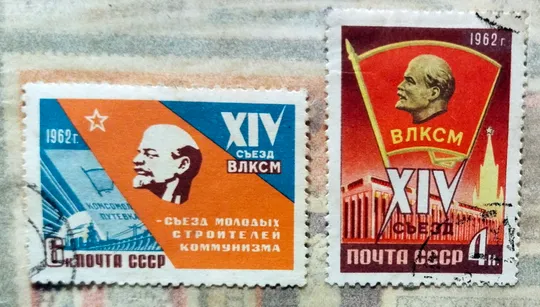 1962г.
XIV
СЪЕЗД
ВЛКСМ
КОМСОМОЛ
ПУТЕВКА
-СЪЕЗД МОЛОДЫХ
СТРОИТЕЛЕЙ
КОММУНИЗМА
6К ПОЧТА СССР
1962г.
ВЛКСМ
XIV
СЪЕЗД
ПОЧТА СССР 4К